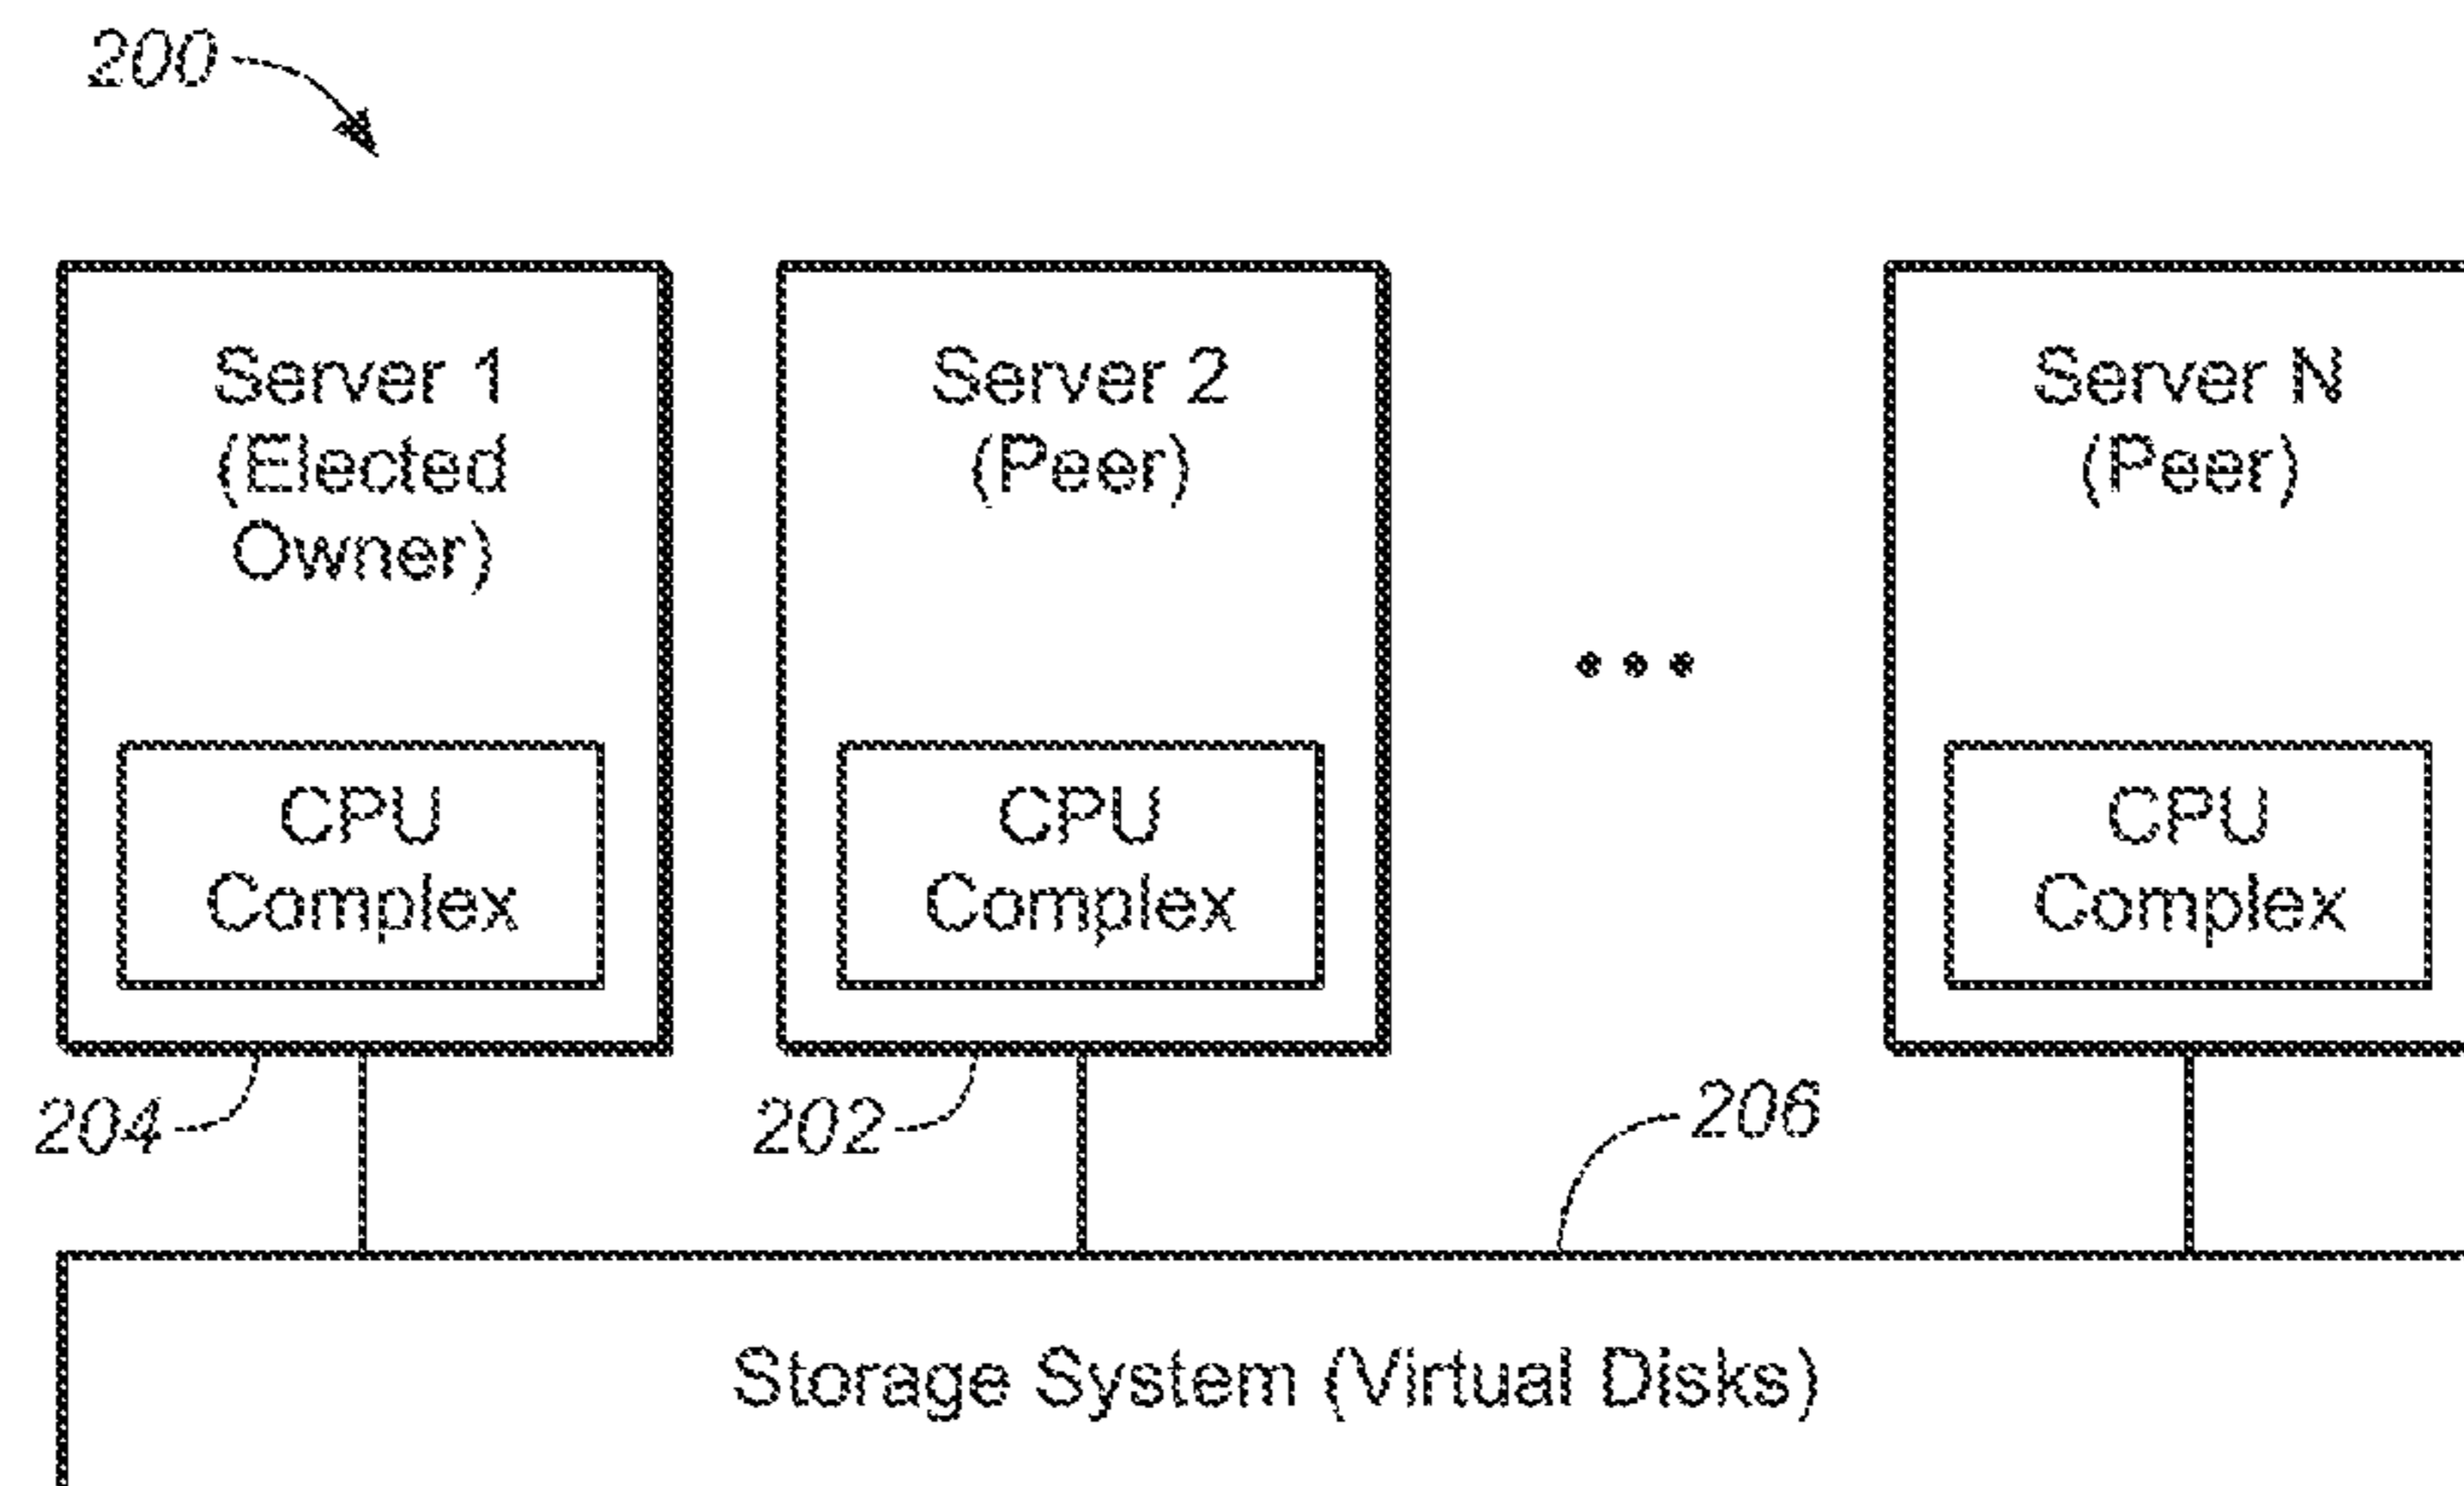 200
Server 1
(Elected
Owner)
CPU
Complex
Server 2
(Peer)
CPU
Complex
...
Server N
(Peer)
CPU
Complex
204
202
206
Storage System (Virtual Disks)